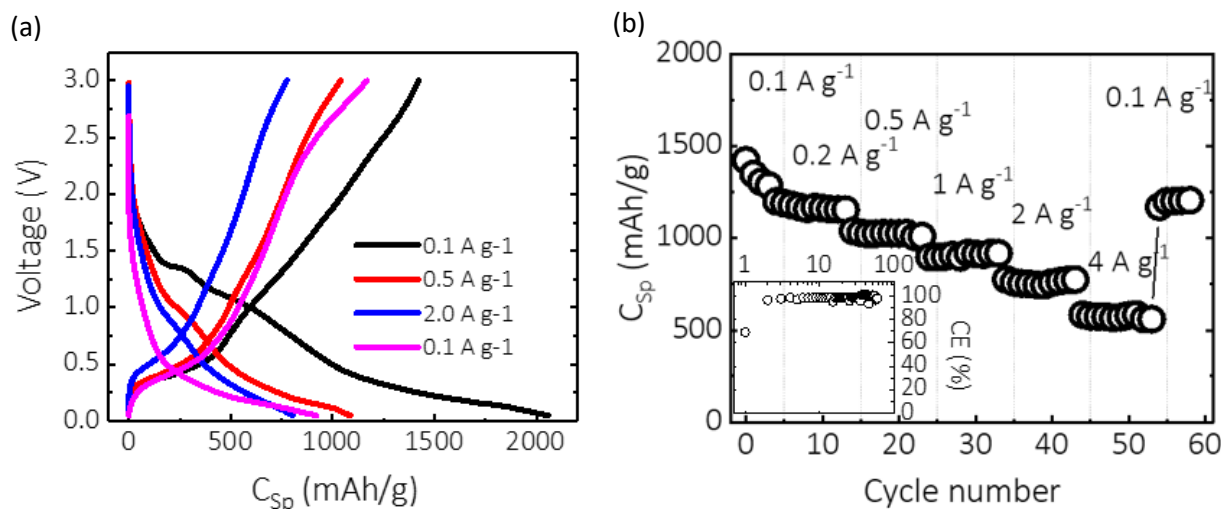 (a)
Voltage (V)
3.0
2.5
2.0
1.5
1.0
0.5
0.0
0.1 A g-1
0.5 A g-1
2.0 A g-1
0.1 A g-1
0 500 1000 1500 2000
C_Sp (mAh/g)
(b)
C_Sp (mAh/g)
2000
1500
1000
500
0
0.1 A g⁻¹
0.2 A g⁻¹
0.5 A g⁻¹
1 A g⁻¹
2 A g⁻¹
4 A g⁻¹
0.1 A g⁻¹
1 10 100
100
80
60
40
20
0
CE (%)
0 10 20 30 40 50 60
Cycle number